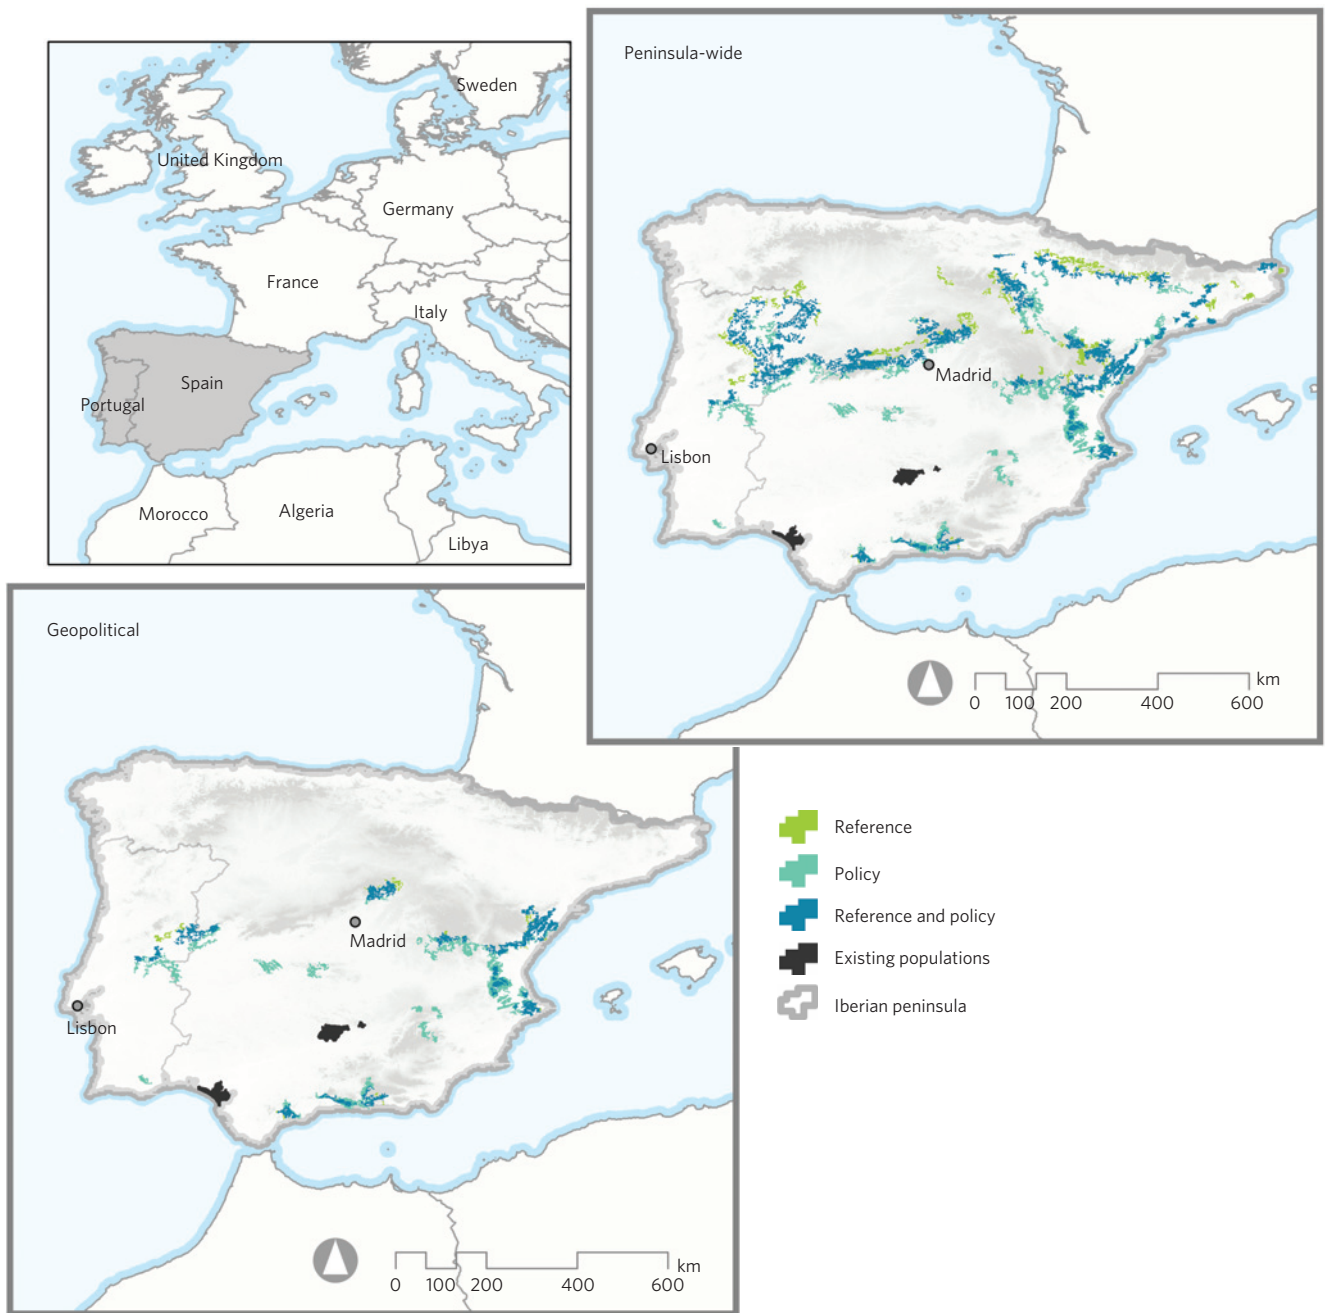 Sweden
United Kingdom
Germany
France
Italy
Spain
Portugal
Morocco
Algeria
Libya
Peninsula-wide
Madrid
Lisbon
km
0 100 200 400 600
Geopolitical
Madrid
Lisbon
km
0 100 200 400 600
Reference
Policy
Reference and policy
Existing populations
Iberian peninsula